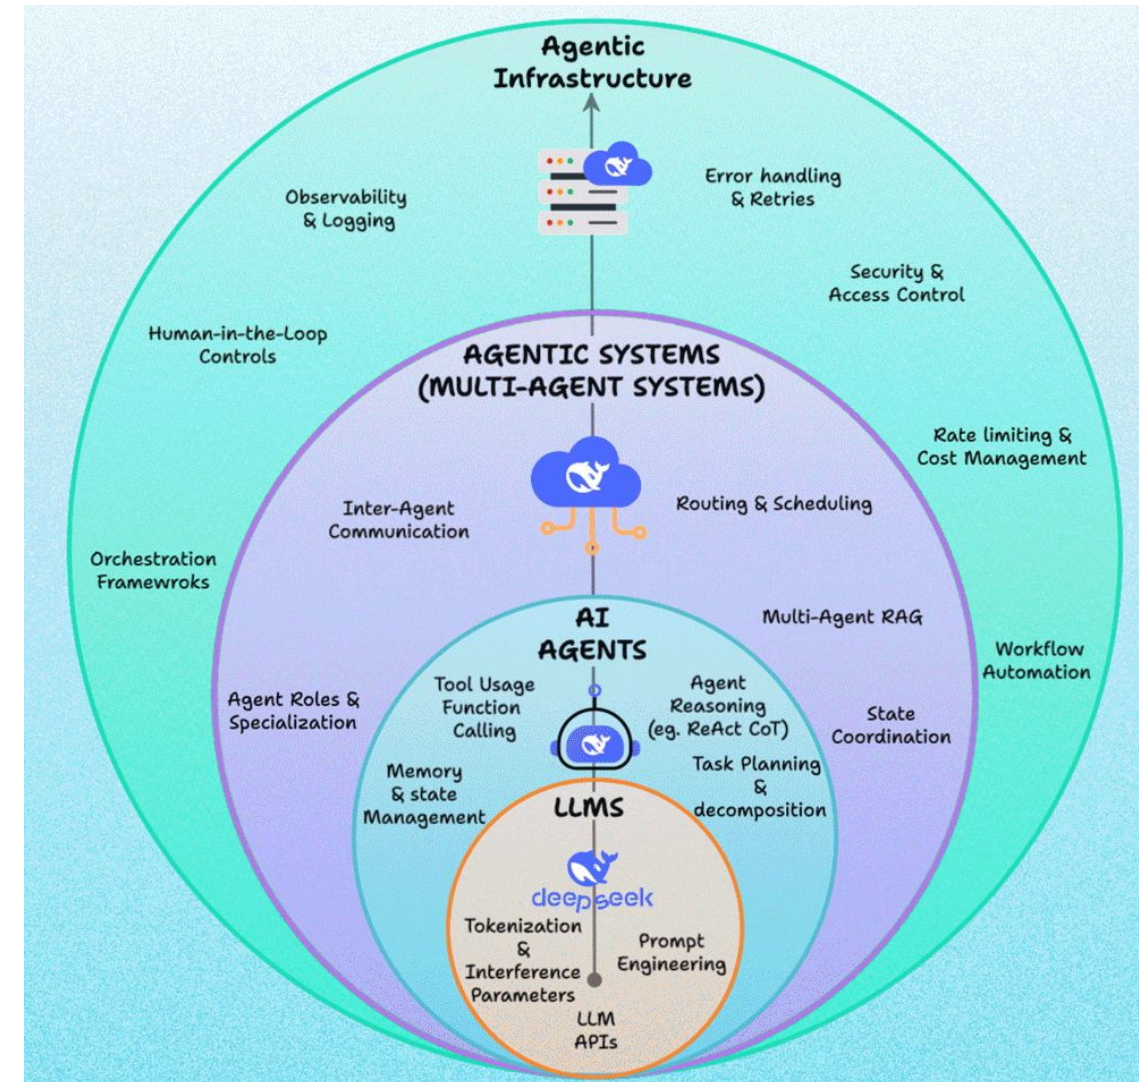 Agentic
Infrastructure
Observability
& Logging
Error handling
& Retries
Security &
Access Control
Human-in-the-Loop
Controls
AGENTIC SYSTEMS
(MULTI-AGENT SYSTEMS)
Rate limiting &
Cost Management
Inter-Agent
Communication
Routing & Scheduling
Orchestration
Framewroks
AI
AGENTS
Multi-Agent RAG
Workflow
Automation
Agent Roles &
Specialization
Tool Usage
Function
Calling
Agent
Reasoning
(eg. ReAct CoT)
State
Coordination
Memory
& state
Management
Task Planning
&
decomposition
LLMS
deepseek
Tokenization
&
Interference
Parameters
Prompt
Engineering
LLM
APIs